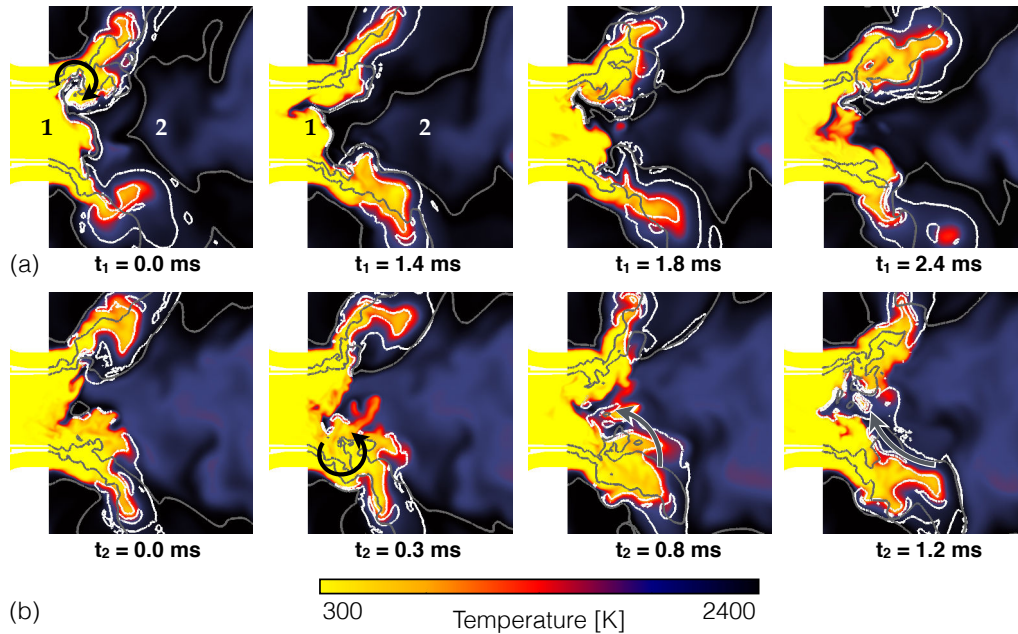 1 2 1 2
(a)
t₁ = 0.0 ms t₁ = 1.4 ms t₁ = 1.8 ms t₁ = 2.4 ms
t₂ = 0.0 ms t₂ = 0.3 ms t₂ = 0.8 ms t₂ = 1.2 ms
(b)
300 Temperature [K] 2400